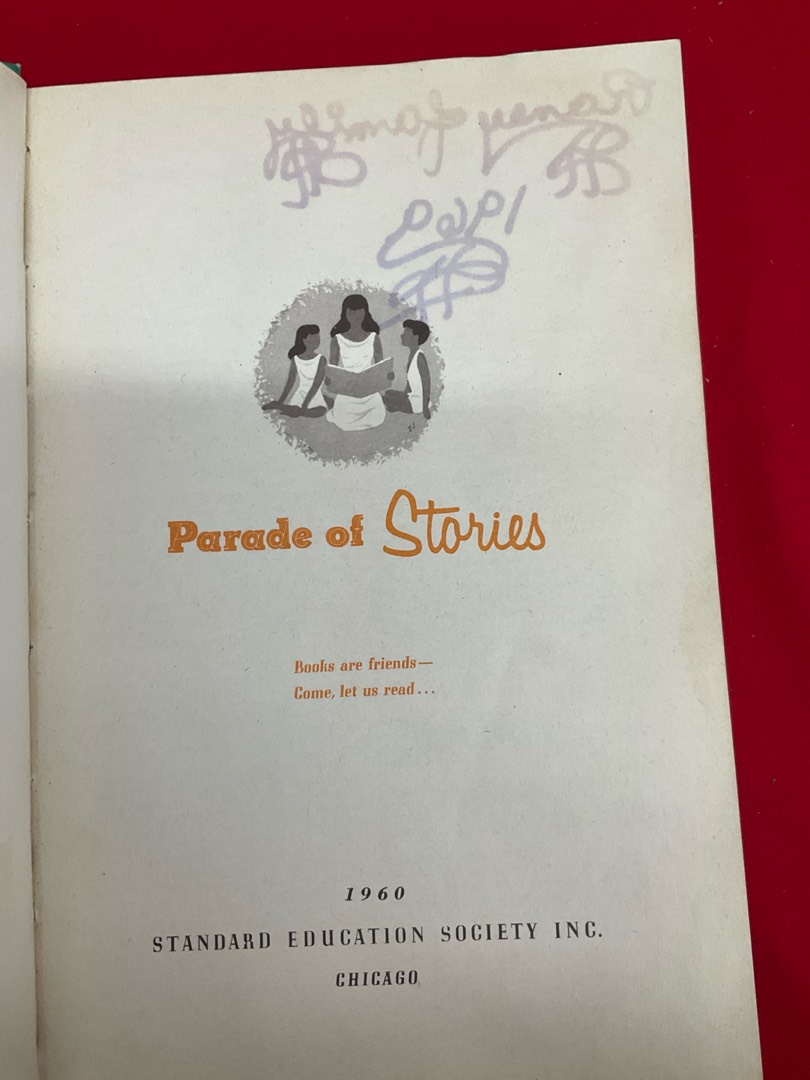 Parade of Stories
Books are friends—
Come, let us read...
1960
STANDARD EDUCATION SOCIETY INC.
CHICAGO